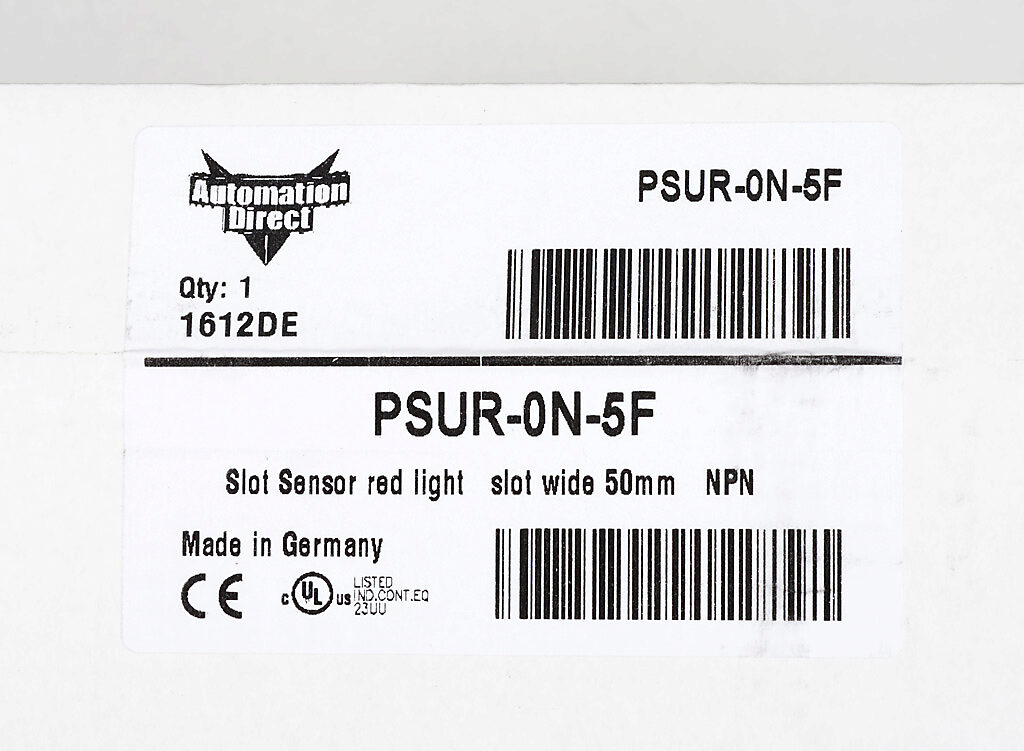 Automation
Direct
PSUR-0N-5F
Qty: 1
1612DE
PSUR-0N-5F
Slot Sensor red light slot wide 50mm NPN
Made in Germany
CE
C UL US LISTED
IND.CONT.EQ
23UU